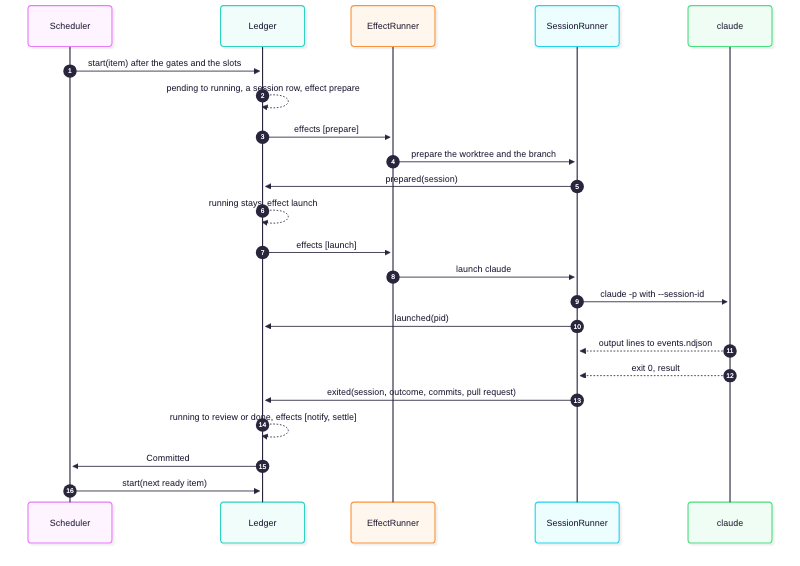 Scheduler
Ledger
EffectRunner
SessionRunner
claude
1 start(item) after the gates and the slots
pending to running, a session row, effect prepare
2
3 effects [prepare]
4 prepare the worktree and the branch
prepared(session) 5
running stays, effect launch
6
7 effects [launch]
8 launch claude
9 claude -p with --session-id
launched(pid) 10
output lines to events.ndjson 11
exit 0, result 12
exited(session, outcome, commits, pull request) 13
running to review or done, effects [notify, settle]
14
Committed 15
16 start(next ready item)
Scheduler
Ledger
EffectRunner
SessionRunner
claude